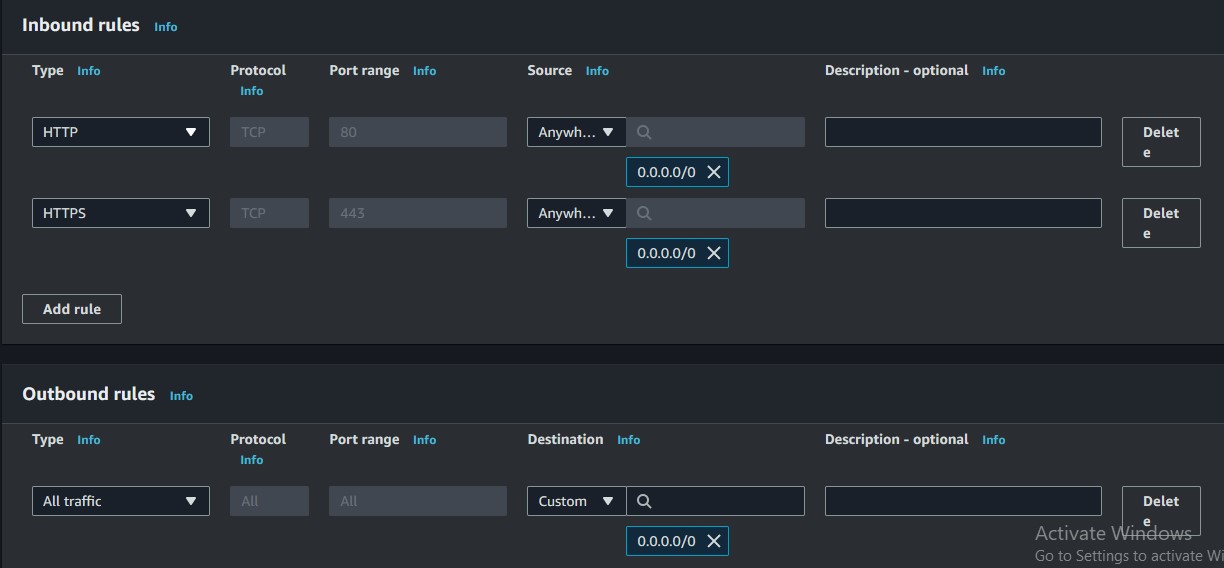 Inbound rules Info
Type Info Protocol Info Port range Info Source Info Description - optional Info
HTTP TCP 80 Anywh... Delete
0.0.0.0/0
HTTPS TCP 443 Anywh... Delete
0.0.0.0/0
Add rule
Outbound rules Info
Type Info Protocol Info Port range Info Destination Info Description - optional Info
All traffic All All Custom Delete
0.0.0.0/0
Activate Windows
Go to Settings to activate Wi